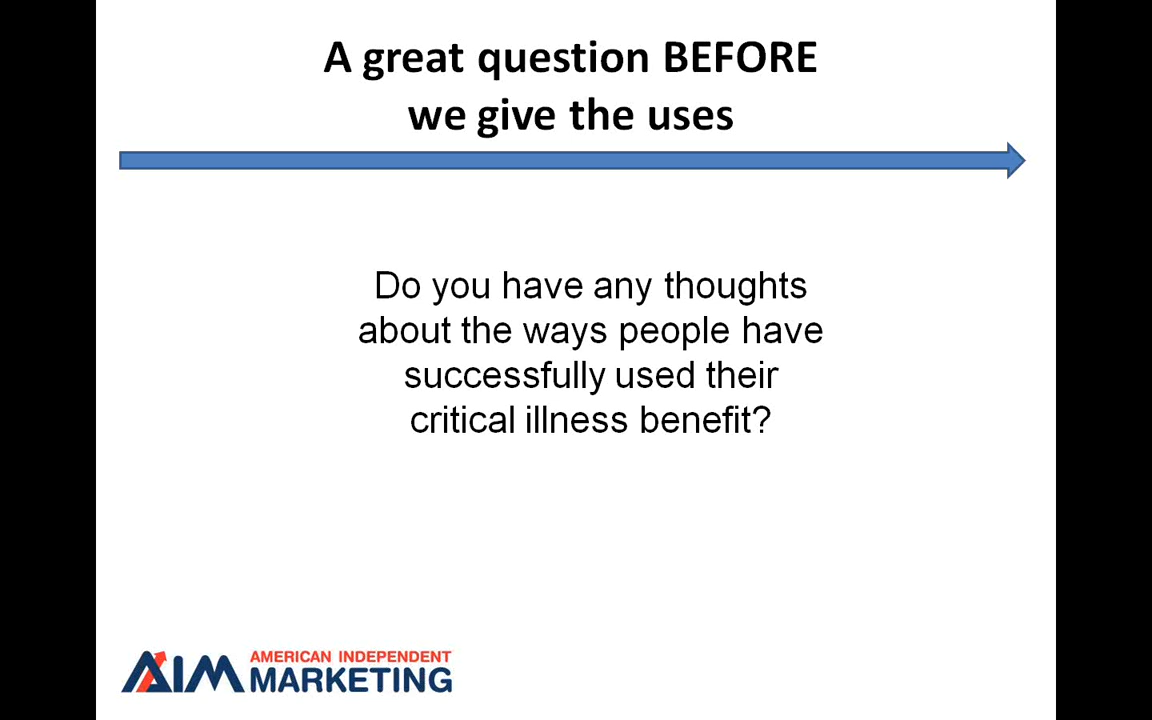 A great question BEFORE
we give the uses
Do you have any thoughts
about the ways people have
successfully used their
critical illness benefit?
AIM AMERICAN INDEPENDENT
MARKETING